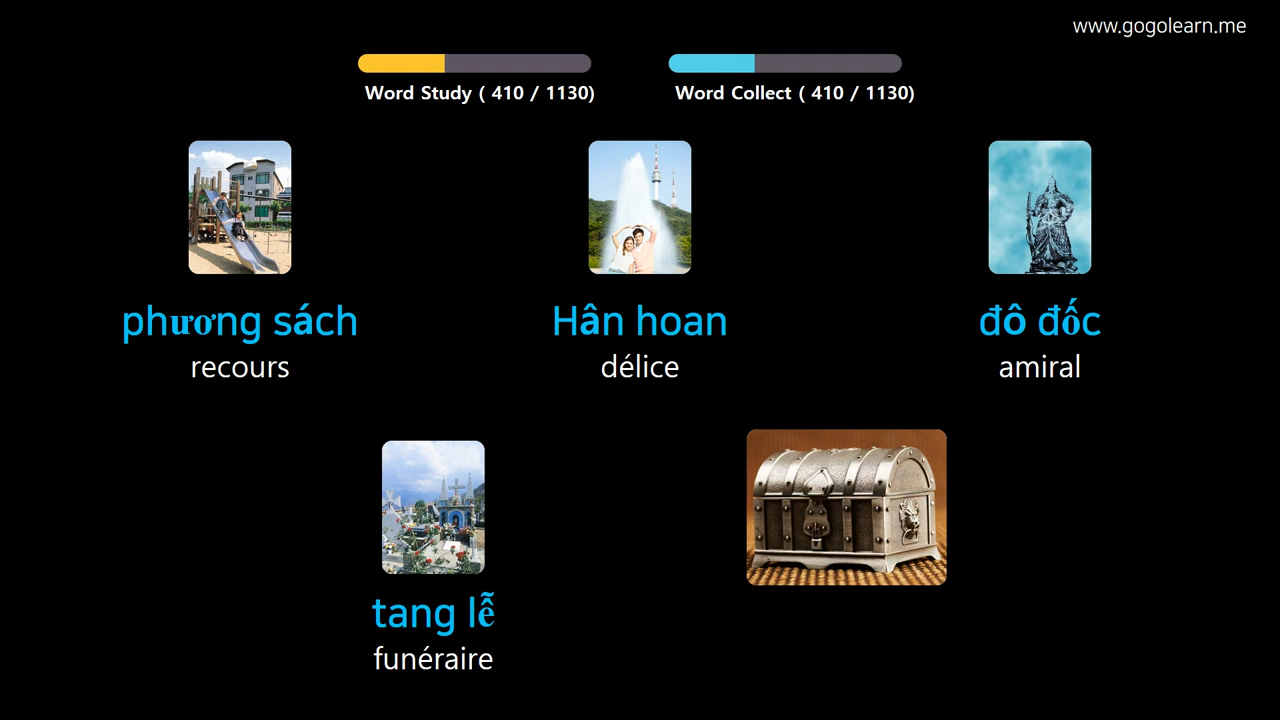 www.gogolearn.me
Word Study ( 410 / 1130)
Word Collect ( 410 / 1130)
phương sách
recours
Hân hoan
délice
đô đốc
amiral
tang lễ
funéraire